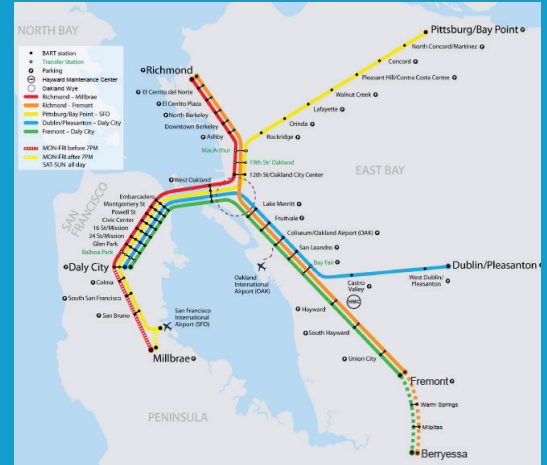 NORTH BAY
BART station
Transfer Station
Parking
HMC Hayward Maintenance Center
Oakland Wye
Richmond - Millbrae
Richmond - Fremont
Pittsburg/Bay Point - SFO
Dublin/Pleasanton - Daly City
Fremont - Daly City
MON-FRI before 7PM
MON-FRI after 7PM
SAT-SUN all day
Pittsburg/Bay Point
North Concord/Martinez
Concord
Pleasant Hill/Contra Costa Centre
Walnut Creek
Lafayette
Orinda
Rockridge
Richmond
El Cerrito del Norte
El Cerrito Plaza
North Berkeley
Downtown Berkeley
Ashby
MacArthur
19th St/ Oakland
12th St/Oakland City Center
EAST BAY
West Oakland
SAN FRANCISCO
Embarcadero
Montgomery St
Powell St
Civic Center
16 St/Mission
24 St/Mission
Glen Park
Balboa Park
Daly City
Colma
South San Francisco
San Bruno
San Francisco
International
Airport (SFO)
Millbrae
Lake Merritt
Fruitvale
Coliseum/Oakland Airport (OAK)
San Leandro
Bay Fair
Oakland
International
Airport (OAK)
Castro
Valley
West Dublin/
Pleasanton
Dublin/Pleasanton
HMC
Hayward
South Hayward
Union City
Fremont
Warm Springs
Milpitas
Berryessa
PENINSULA